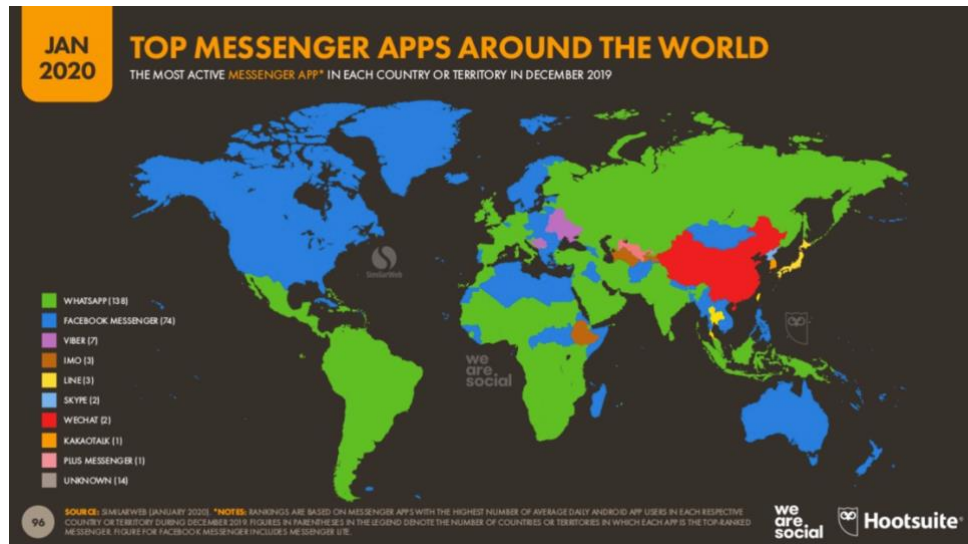 JAN
2020
TOP MESSENGER APPS AROUND THE WORLD
THE MOST ACTIVE MESSENGER APP* IN EACH COUNTRY OR TERRITORY IN DECEMBER 2019
SimilarWeb
WHATSAPP (138)
FACEBOOK MESSENGER (74)
VIBER (7)
IMO (3)
LINE (3)
SKYPE (2)
WECHAT (2)
KAKAOTALK (1)
PLUS MESSENGER (1)
UNKNOWN (14)
we
are
social
96
SOURCE: SIMILARWEB (JANUARY 2020). *NOTES: RANKINGS ARE BASED ON MESSENGER APPS WITH THE HIGHEST NUMBER OF AVERAGE DAILY ANDROID APP USERS IN EACH RESPECTIVE
COUNTRY OR TERRITORY DURING DECEMBER 2019. FIGURES IN PARENTHESES IN THE LEGEND DENOTE THE NUMBER OF COUNTRIES OR TERRITORIES IN WHICH EACH APP IS THE TOP-RANKED
MESSENGER. FIGURE FOR FACEBOOK MESSENGER INCLUDES MESSENGER LITE.
we
are
social
Hootsuite®